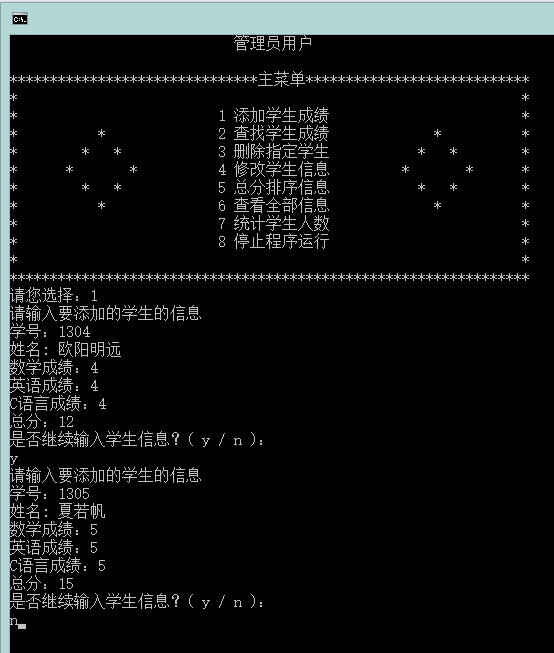 管理员用户
*******************************主菜单****************************
* *
* 1 添加学生成绩 *
* * 2 查找学生成绩 * *
* * * 3 删除指定学生 * * *
* * * 4 修改学生信息 * * *
* * * 5 总分排序信息 * * *
* * 6 查看全部信息 * *
* 7 统计学生人数 *
* 8 停止程序运行 *
* *
*****************************************************************
请您选择：1
请输入要添加的学生的信息
学号：1304
姓名: 欧阳明远
数学成绩：4
英语成绩：4
C语言成绩：4
总分：12
是否继续输入学生信息？( y / n )：
y
请输入要添加的学生的信息
学号：1305
姓名: 夏若帆
数学成绩：5
英语成绩：5
C语言成绩：5
总分：15
是否继续输入学生信息？( y / n )：
n